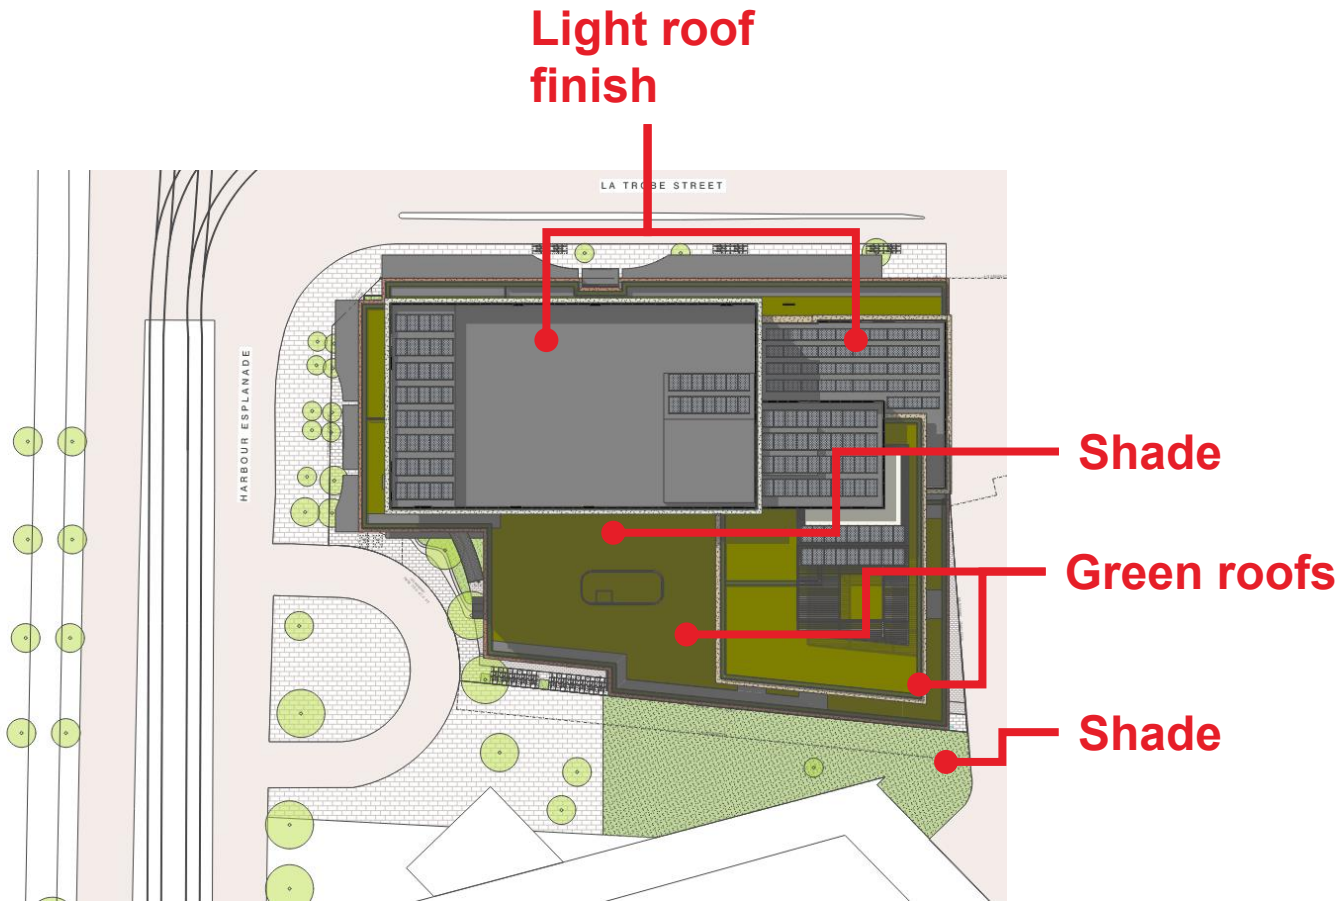 Light roof
finish
LA TROBE STREET
HARBOUR ESPLANADE
Shade
Green roofs
Shade